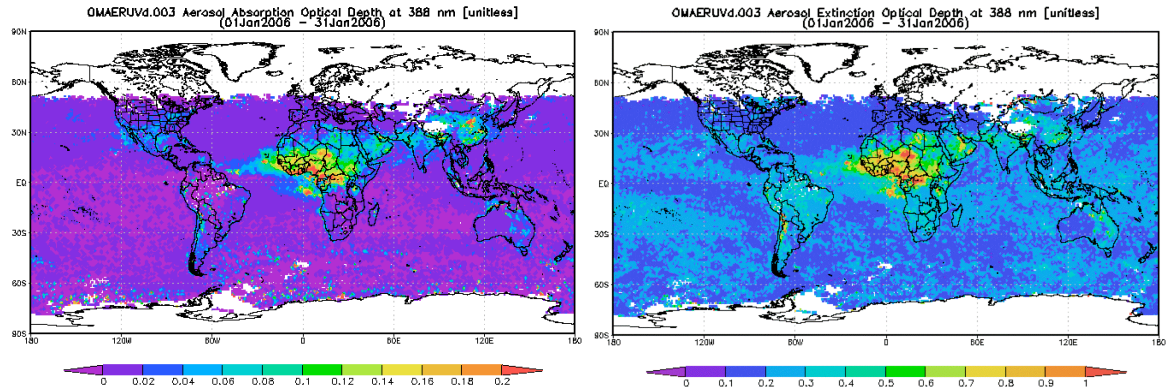 OMAERUVd.003 Aerosol Absorption Optical Depth at 388 nm [unitless]
(01Jan2006 - 31Jan2006)
90N
60N
30N
EQ
30S
60S
90S
180 120W 60W 0 60E 120E 180
0 0.02 0.04 0.06 0.08 0.1 0.12 0.14 0.16 0.18 0.2
OMAERUVd.003 Aerosol Extinction Optical Depth at 388 nm [unitless]
(01Jan2006 - 31Jan2006)
90N
60N
30N
EQ
30S
60S
90S
180 120W 60W 0 60E 120E 180
0 0.1 0.2 0.3 0.4 0.5 0.6 0.7 0.8 0.9 1